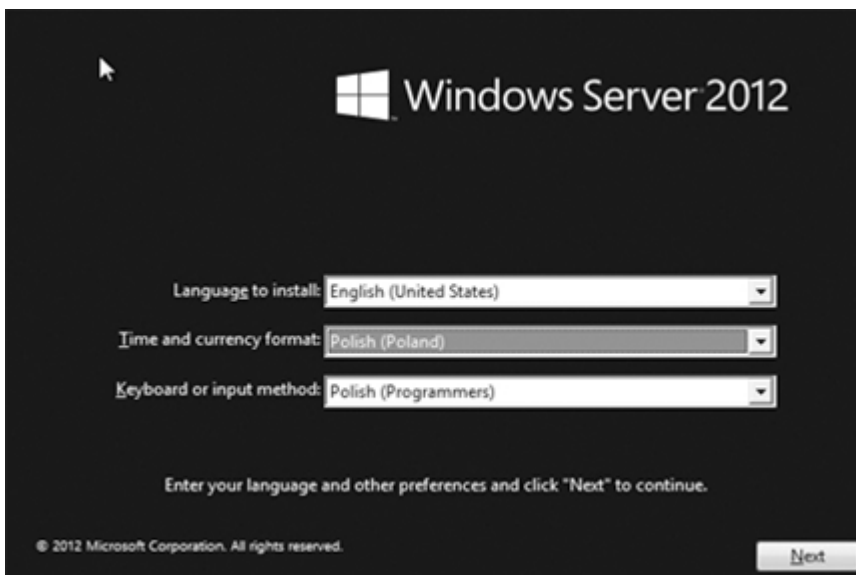 Windows Server 2012
Language to install: English (United States)
Time and currency format: Polish (Poland)
Keyboard or input method: Polish (Programmers)
Enter your language and other preferences and click "Next" to continue.
© 2012 Microsoft Corporation. All rights reserved.
Next